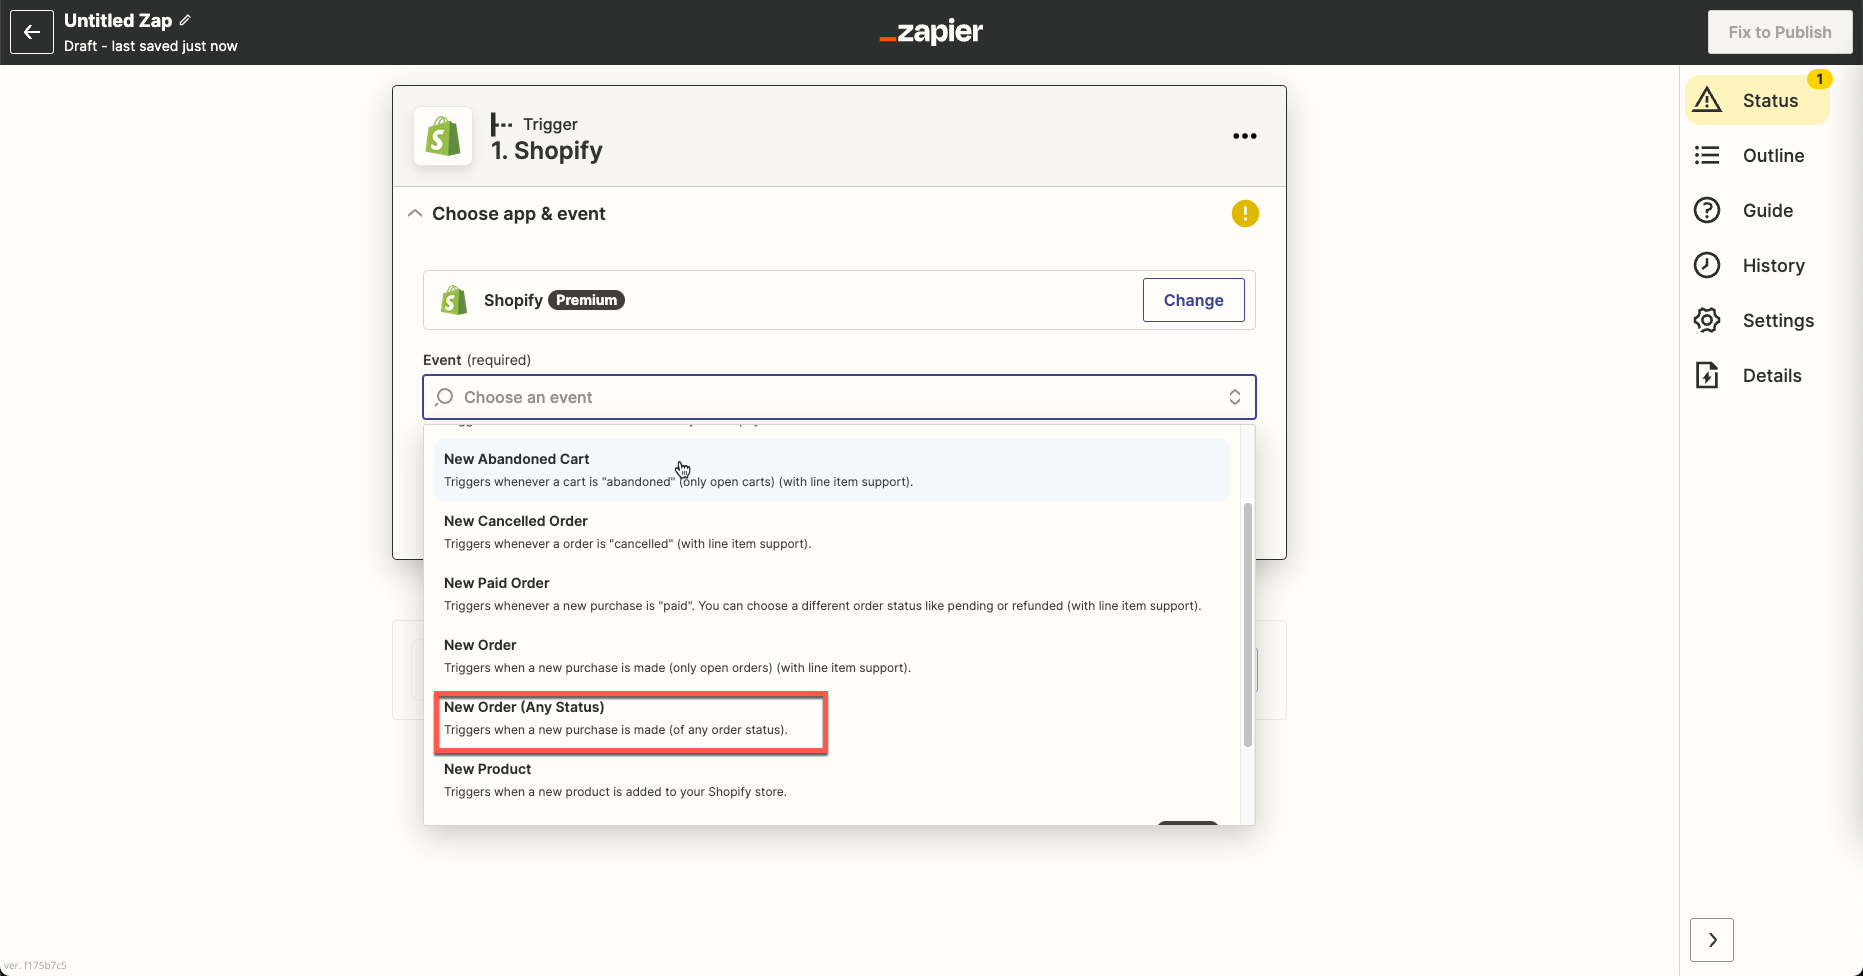 Untitled Zap
Draft - last saved just now
zapier
Fix to Publish
Trigger
1. Shopify
Choose app & event
Shopify Premium
Change
Event (required)
Choose an event
New Abandoned Cart
Triggers whenever a cart is "abandoned" (only open carts) (with line item support).
New Cancelled Order
Triggers whenever a order is "cancelled" (with line item support).
New Paid Order
Triggers whenever a new purchase is "paid". You can choose a different order status like pending or refunded (with line item support).
New Order
Triggers when a new purchase is made (only open orders) (with line item support).
New Order (Any Status)
Triggers when a new purchase is made (of any order status).
New Product
Triggers when a new product is added to your Shopify store.
1
Status
Outline
Guide
History
Settings
Details
ver. f175b7c5